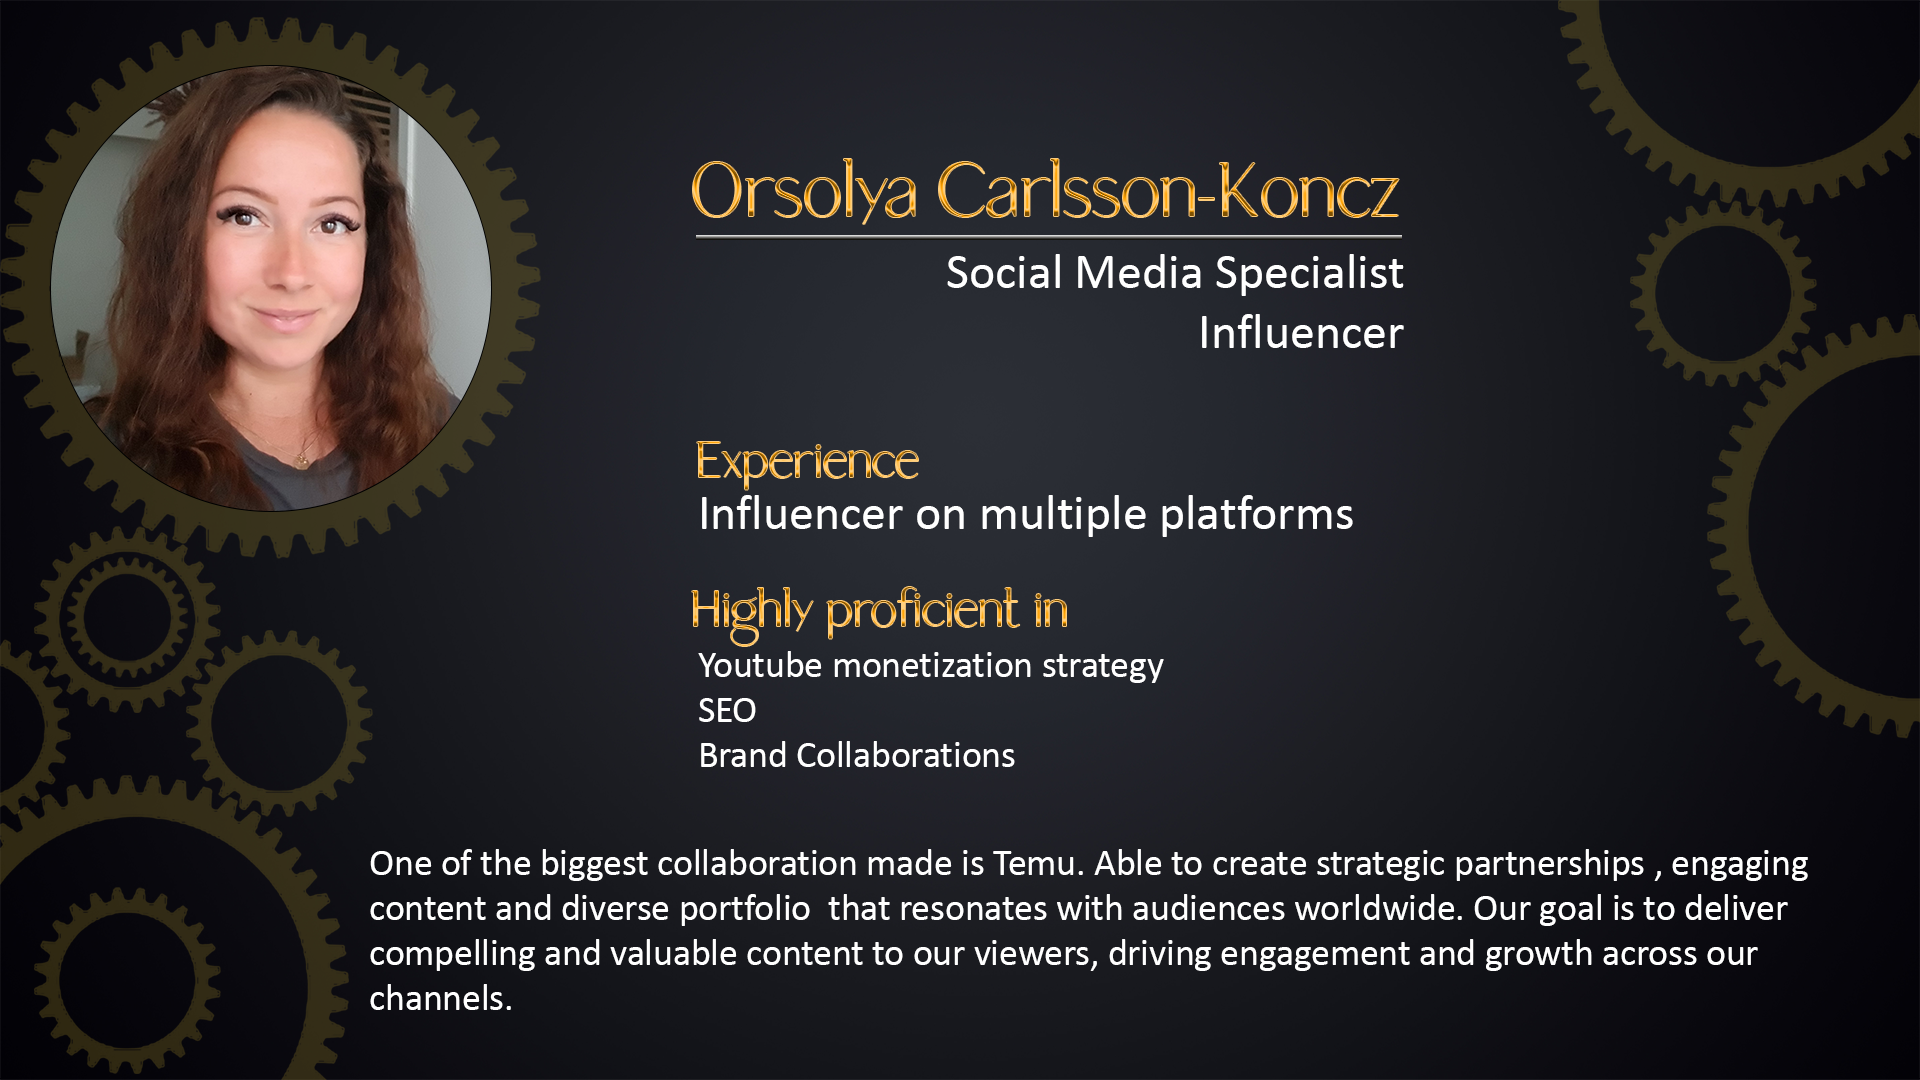 Orsolya Carlsson-Koncz
Social Media Specialist
Influencer
Experience
Influencer on multiple platforms
Highly proficient in
Youtube monetization strategy
SEO
Brand Collaborations
One of the biggest collaboration made is Temu. Able to create strategic partnerships , engaging
content and diverse portfolio  that resonates with audiences worldwide. Our goal is to deliver
compelling and valuable content to our viewers, driving engagement and growth across our
channels.